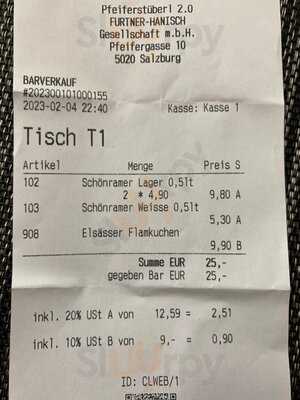 Pfeiferstüberl 2.0
FURTNER-HANISCH
Gesellschaft m.b.H.
Pfeifergasse 10
5020 Salzburg
BARVERKAUF
#202300101000155
2023-02-04 22:40 Kasse: Kasse 1
Tisch T1
Artikel Menge Preis S
102 Schönramer Lager 0,5lt
2 * 4,90 9,80 A
103 Schönramer Weisse 0,5lt
5,30 A
908 Elsässer Flamkuchen
9,90 B
Summe EUR 25,-
gegeben Bar EUR 25,-
inkl. 20% USt A von 12,59 = 2,51
inkl. 10% USt B von 9,- = 0,90
ID: CLWEB/1